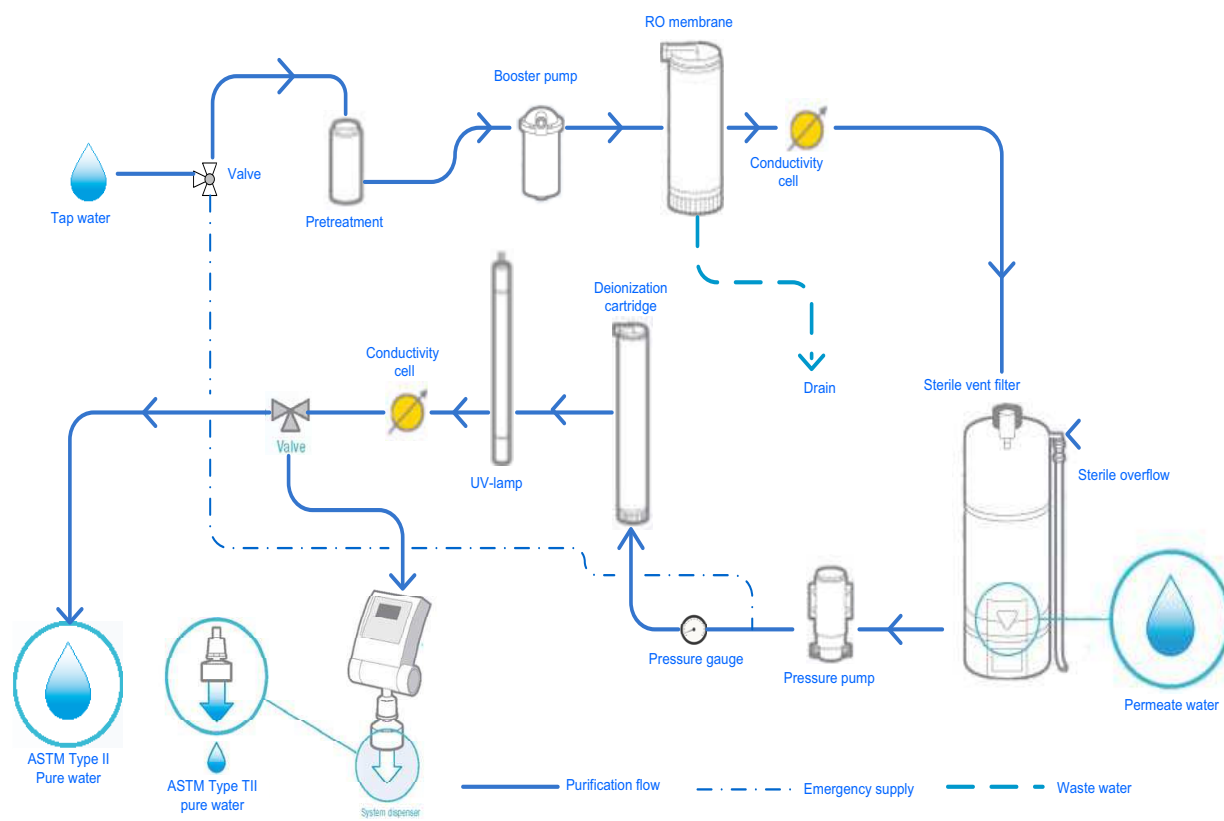 RO membrane
Booster pump
Valve
Tap water
Pretreatment
Conductivity
cell
Deionization
cartridge
Conductivity
cell
Drain
Sterile vent filter
Valve
UV-lamp
Sterile overflow
Pressure gauge
Pressure pump
Permeate water
ASTM Type II
Pure water
ASTM Type TII
pure water
System dispenser
Purification flow
Emergency supply
Waste water